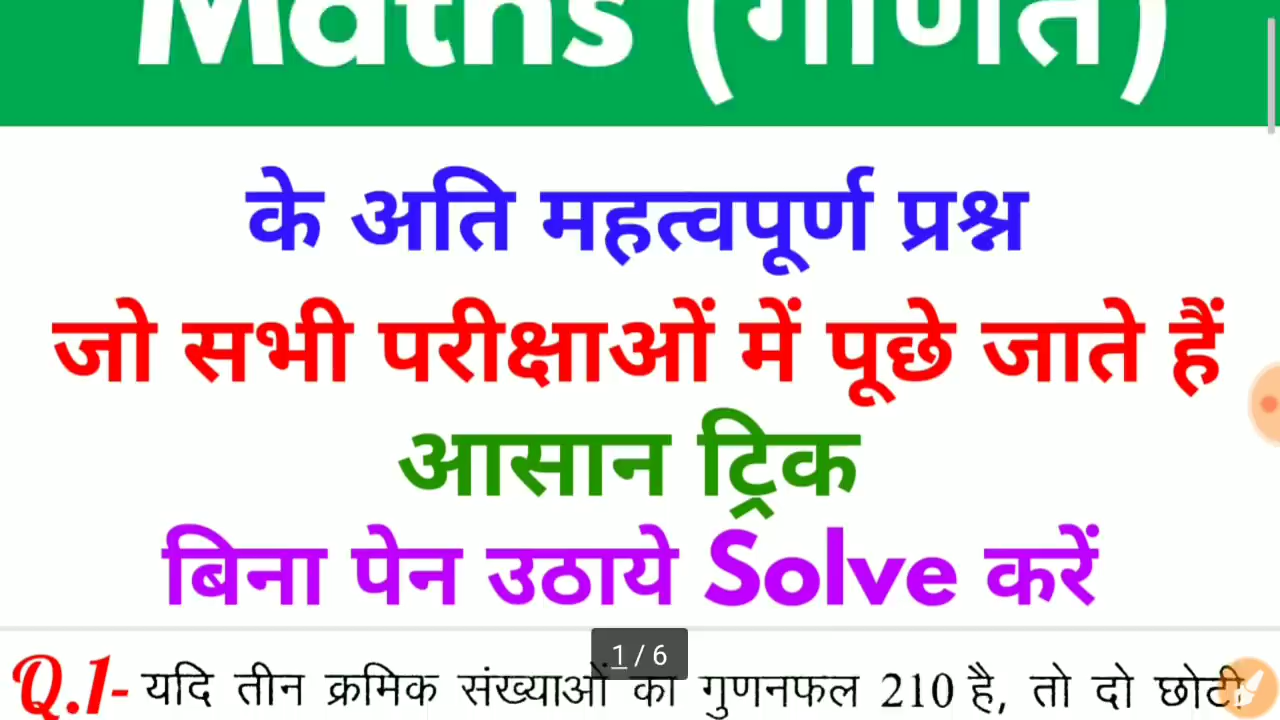 Maths (गणित)
के अति महत्वपूर्ण प्रश्न
जो सभी परीक्षाओं में पूछे जाते हैं
आसान ट्रिक
बिना पेन उठाये Solve करें
1 / 6
Q.1- यदि तीन क्रमिक संख्याओं का गुणनफल 210 है, तो दो छोटी